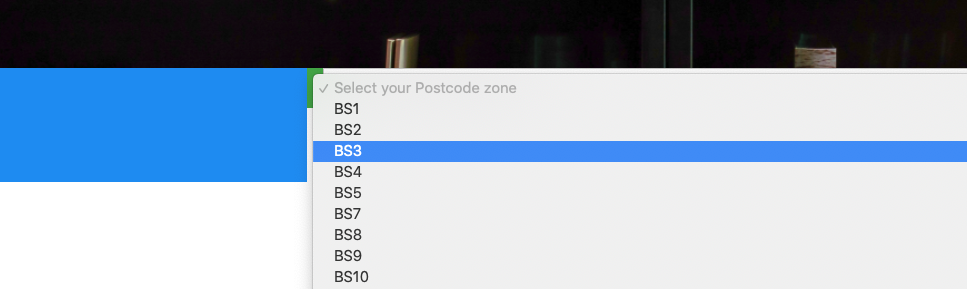 ✓ Select your Postcode zone
BS1
BS2
BS3
BS4
BS5
BS7
BS8
BS9
BS10